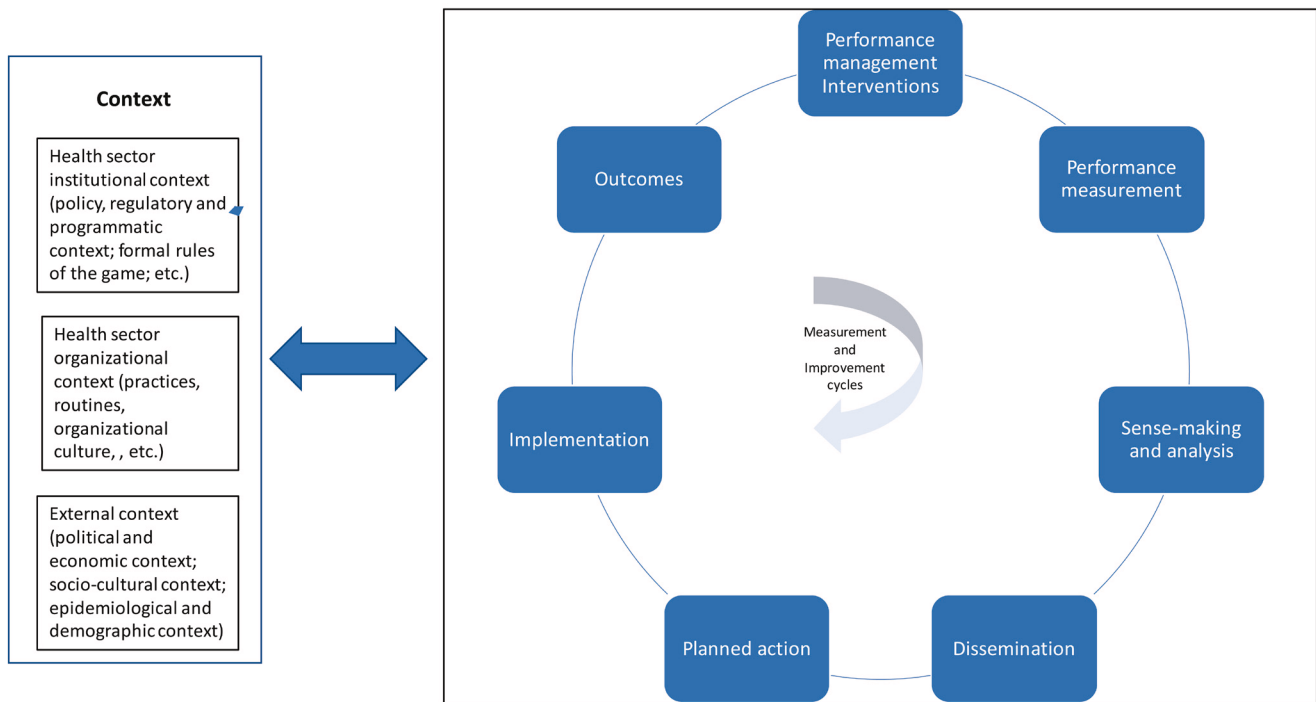 Context
Health sector
institutional context
(policy, regulatory and
programmatic
context; formal rules
of the game; etc.)
Health sector
organizational
context (practices,
routines,
organizational
culture, , etc.)
External context
(political and
economic context;
socio-cultural context;
epidemiological and
demographic context)
Performance
management
Interventions
Performance
measurement
Sense-making
and analysis
Dissemination
Planned action
Implementation
Outcomes
Measurement
and
Improvement
cycles